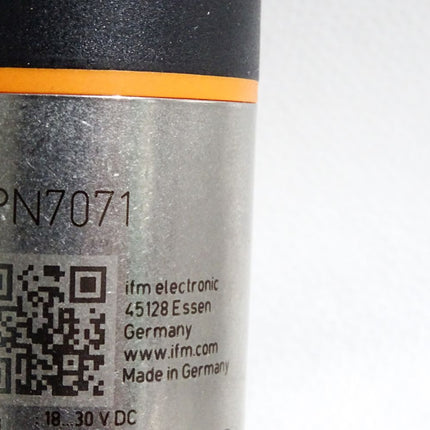 PN7071
ifm electronic
45128 Essen
Germany
www.ifm.com
Made in Germany
18...30 V DC